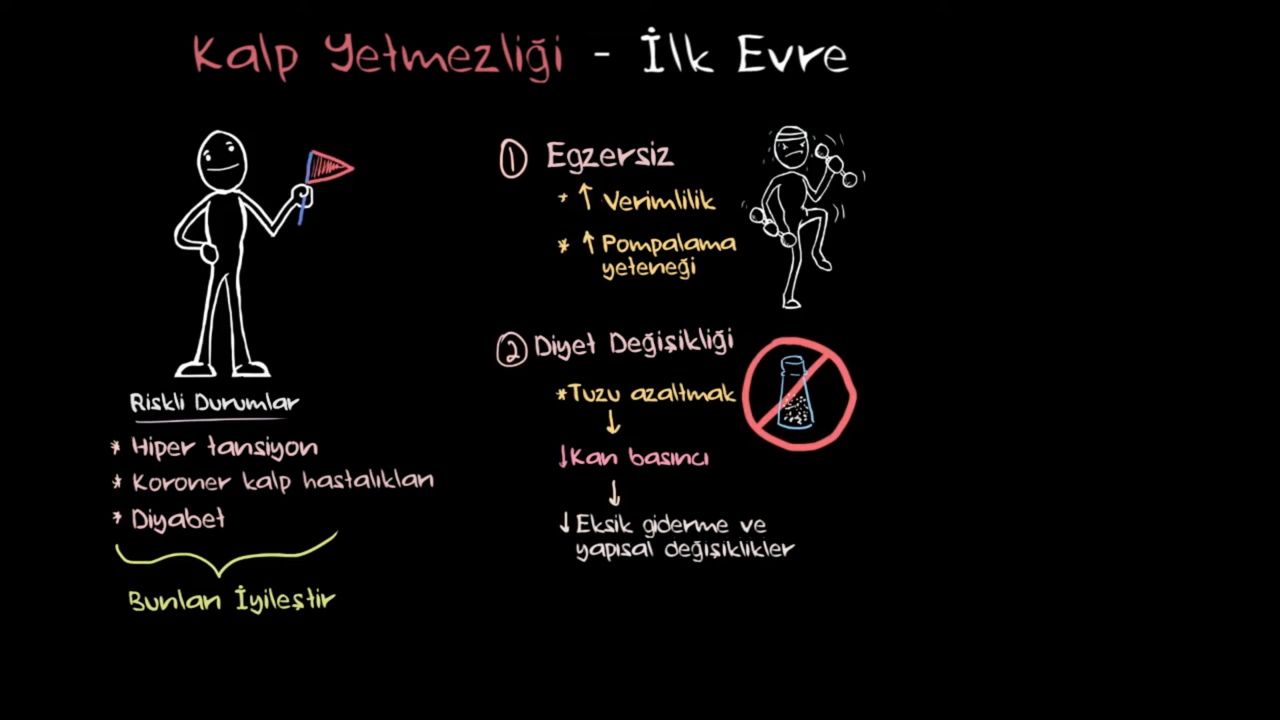 Kalp Yetmezliği - İlk Evre
Riskli Durumlar
* Hiper tansiyon
* Koroner kalp hastalıkları
* Diyabet
Bunları İyileştir
① Egzersiz
* ↑ Verimlilik
* ↑ Pompalama
yeteneği
② Diyet Değişikliği
* Tuzu azaltmak
↓
↓ Kan basıncı
↓
↓ Eksik giderme ve
yapısal değişiklikler